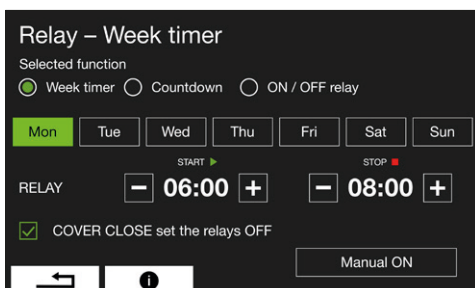 Relay – Week timer
Selected function
Week timer Countdown ON / OFF relay
Mon Tue Wed Thu Fri Sat Sun
START STOP
RELAY − 06:00 + − 08:00 +
COVER CLOSE set the relays OFF
Manual ON
i